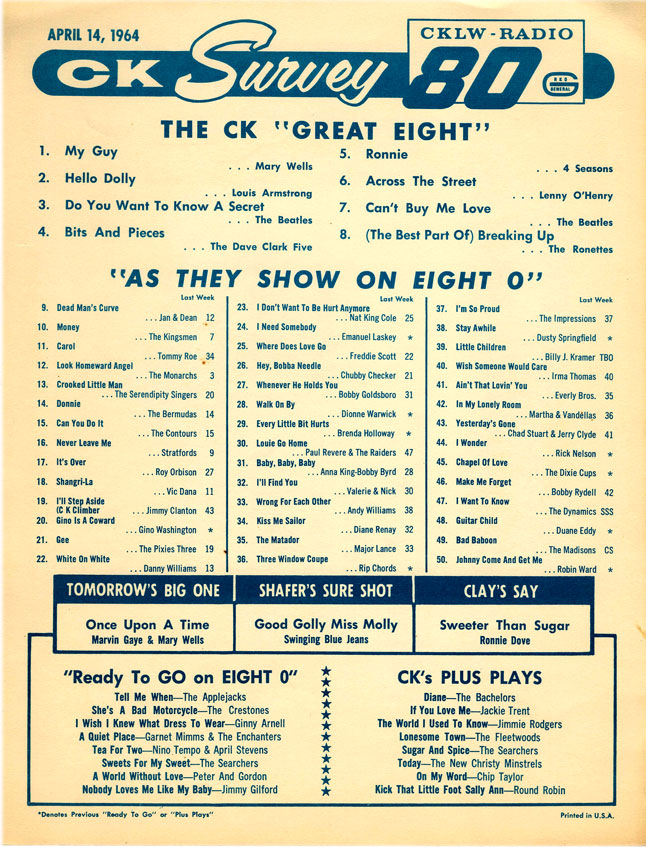 APRIL 14, 1964
CK Survey
CKLW-RADIO
80
RKO
GENERAL
THE CK "GREAT EIGHT"
1. My Guy
. . . Mary Wells
2. Hello Dolly
. . . Louis Armstrong
3. Do You Want To Know A Secret
. . . The Beatles
4. Bits And Pieces
. . . The Dave Clark Five
5. Ronnie
. . . 4 Seasons
6. Across The Street
. . . Lenny O'Henry
7. Can't Buy Me Love
. . . The Beatles
8. (The Best Part Of) Breaking Up
. . . The Ronettes
"AS THEY SHOW ON EIGHT 0"
Last Week
9. Dead Man's Curve
. . . Jan & Dean 12
10. Money
. . . The Kingsmen 7
11. Carol
. . . Tommy Roe 34
12. Look Homeward Angel
. . . The Monarchs 3
13. Crooked Little Man
. . . The Serendipity Singers 20
14. Donnie
. . . The Bermudas 14
15. Can You Do It
. . . The Contours 15
16. Never Leave Me
. . . Stratfords 9
17. It's Over
. . . Roy Orbison 27
18. Shangri-La
. . . Vic Dana 11
19. I'll Step Aside
(C K Climber . . . Jimmy Clanton 43
20. Gino Is A Coward
. . . Gino Washington *
21. Gee
. . . The Pixies Three 19
22. White On White
. . . Danny Williams 13
Last Week
23. I Don't Want To Be Hurt Anymore
. . . Nat King Cole 25
24. I Need Somebody
. . . Emanuel Laskey *
25. Where Does Love Go
. . . Freddie Scott 22
26. Hey, Bobba Needle
. . . Chubby Checker 21
27. Whenever He Holds You
. . . Bobby Goldsboro 31
28. Walk On By
. . . Dionne Warwick *
29. Every Little Bit Hurts
. . . Brenda Holloway *
30. Louie Go Home
. . . Paul Revere & The Raiders 47
31. Baby, Baby, Baby
. . . Anna King-Bobby Byrd 28
32. I'll Find You
. . . Valerie & Nick 30
33. Wrong For Each Other
. . . Andy Williams 38
34. Kiss Me Sailor
. . . Diane Renay 32
35. The Matador
. . . Major Lance 33
36. Three Window Coupe
. . . Rip Chords *
Last Week
37. I'm So Proud
. . . The Impressions 37
38. Stay Awhile
. . . Dusty Springfield *
39. Little Children
. . . Billy J. Kramer TBO
40. Wish Someone Would Care
. . . Irma Thomas 40
41. Ain't That Lovin' You
. . . Everly Bros. 35
42. In My Lonely Room
. . . Martha & Vandellas 36
43. Yesterday's Gone
. . . Chad Stuart & Jerry Clyde 41
44. I Wonder
. . . Rick Nelson *
45. Chapel Of Love
. . . The Dixie Cups *
46. Make Me Forget
. . . Bobby Rydell 42
47. I Want To Know
. . . The Dynamics SSS
48. Guitar Child
. . . Duane Eddy *
49. Bad Baboon
. . . The Madisons CS
50. Johnny Come And Get Me
. . . Robin Ward *
TOMORROW'S BIG ONE
Once Upon A Time
Marvin Gaye & Mary Wells
SHAFER'S SURE SHOT
Good Golly Miss Molly
Swinging Blue Jeans
CLAY'S SAY
Sweeter Than Sugar
Ronnie Dove
"Ready To GO on EIGHT 0"
Tell Me When—The Applejacks
She's A Bad Motorcycle—The Crestones
I Wish I Knew What Dress To Wear—Ginny Arnell
A Quiet Place—Garnet Mimms & The Enchanters
Tea For Two—Nino Tempo & April Stevens
Sweets For My Sweet—The Searchers
A World Without Love—Peter And Gordon
Nobody Loves Me Like My Baby—Jimmy Gilford
CK's PLUS PLAYS
Diane—The Bachelors
If You Love Me—Jackie Trent
The World I Used To Know—Jimmie Rodgers
Lonesome Town—The Fleetwoods
Sugar And Spice—The Searchers
Today—The New Christy Minstrels
On My Word—Chip Taylor
Kick That Little Foot Sally Ann—Round Robin
*Denotes Previous "Ready To Go" or "Plus Plays"
Printed in U.S.A.